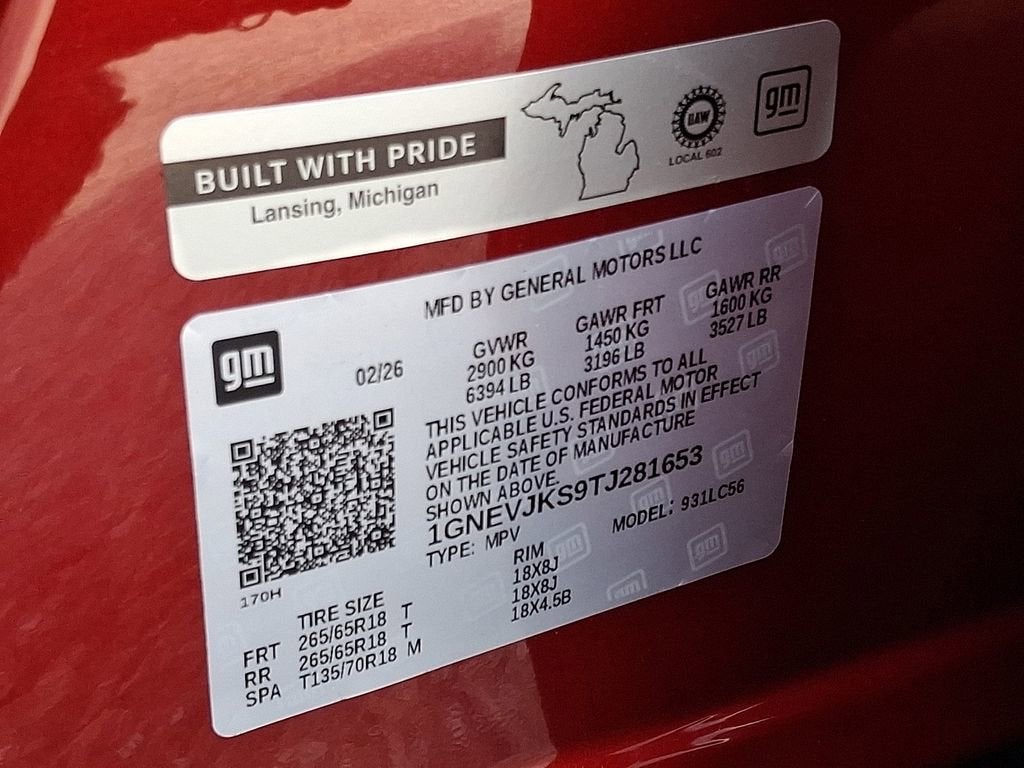 BUILT WITH PRIDE
Lansing, Michigan
UAW
LOCAL 602
gm
MFD BY GENERAL MOTORS LLC
gm
02/26
GVWR GAWR FRT GAWR RR
2900 KG 1450 KG 1600 KG
6394 LB 3196 LB 3527 LB
THIS VEHICLE CONFORMS TO ALL
APPLICABLE U.S. FEDERAL MOTOR
VEHICLE SAFETY STANDARDS IN EFFECT
ON THE DATE OF MANUFACTURE
SHOWN ABOVE.
1GNEVJKS9TJ281653
TYPE: MPV MODEL: 931LC56
170H
TIRE SIZE RIM
FRT 265/65R18 T 18X8J
RR 265/65R18 T 18X8J
SPA T135/70R18 M 18X4.5B